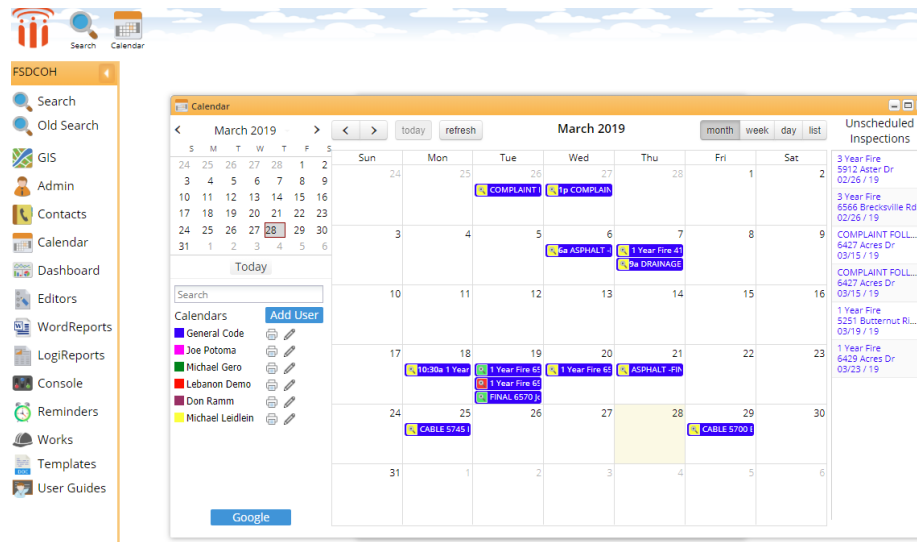 Search Calendar
FSDCOH
Search
Old Search
GIS
Admin
Contacts
Calendar
Dashboard
Editors
WordReports
LogiReports
Console
Reminders
Works
Templates
User Guides
Calendar
March 2019
S M T W T F S
24 25 26 27 28 1 2
3 4 5 6 7 8 9
10 11 12 13 14 15 16
17 18 19 20 21 22 23
24 25 26 27 28 29 30
31 1 2 3 4 5 6
Today
Search
Calendars Add User
General Code
Joe Potoma
Michael Gero
Lebanon Demo
Don Ramm
Michael Leidlein
Google
today refresh March 2019 month week day list
Sun Mon Tue Wed Thu Fri Sat
24 25 26 27 28 1 2
COMPLAINT 1p COMPLAIN
3 4 5 6 7 8 9
6a ASPHALT - 1 Year Fire 41
9a DRAINAGE
10 11 12 13 14 15 16
17 18 19 20 21 22 23
10:30a 1 Year 1 Year Fire 65 1 Year Fire 65 ASPHALT -FIN
1 Year Fire 65
FINAL 6570 Jo
24 25 26 27 28 29 30
CABLE 5745 CABLE 5700
31 1 2 3 4 5 6
Unscheduled
Inspections
3 Year Fire
5912 Aster Dr
02/26 / 19
3 Year Fire
6566 Brecksville Rd
02/26 / 19
COMPLAINT FOLL...
6427 Acres Dr
03/15 / 19
COMPLAINT FOLL...
6427 Acres Dr
03/15 / 19
1 Year Fire
5251 Butternut Ri...
03/19 / 19
1 Year Fire
6429 Acres Dr
03/23 / 19